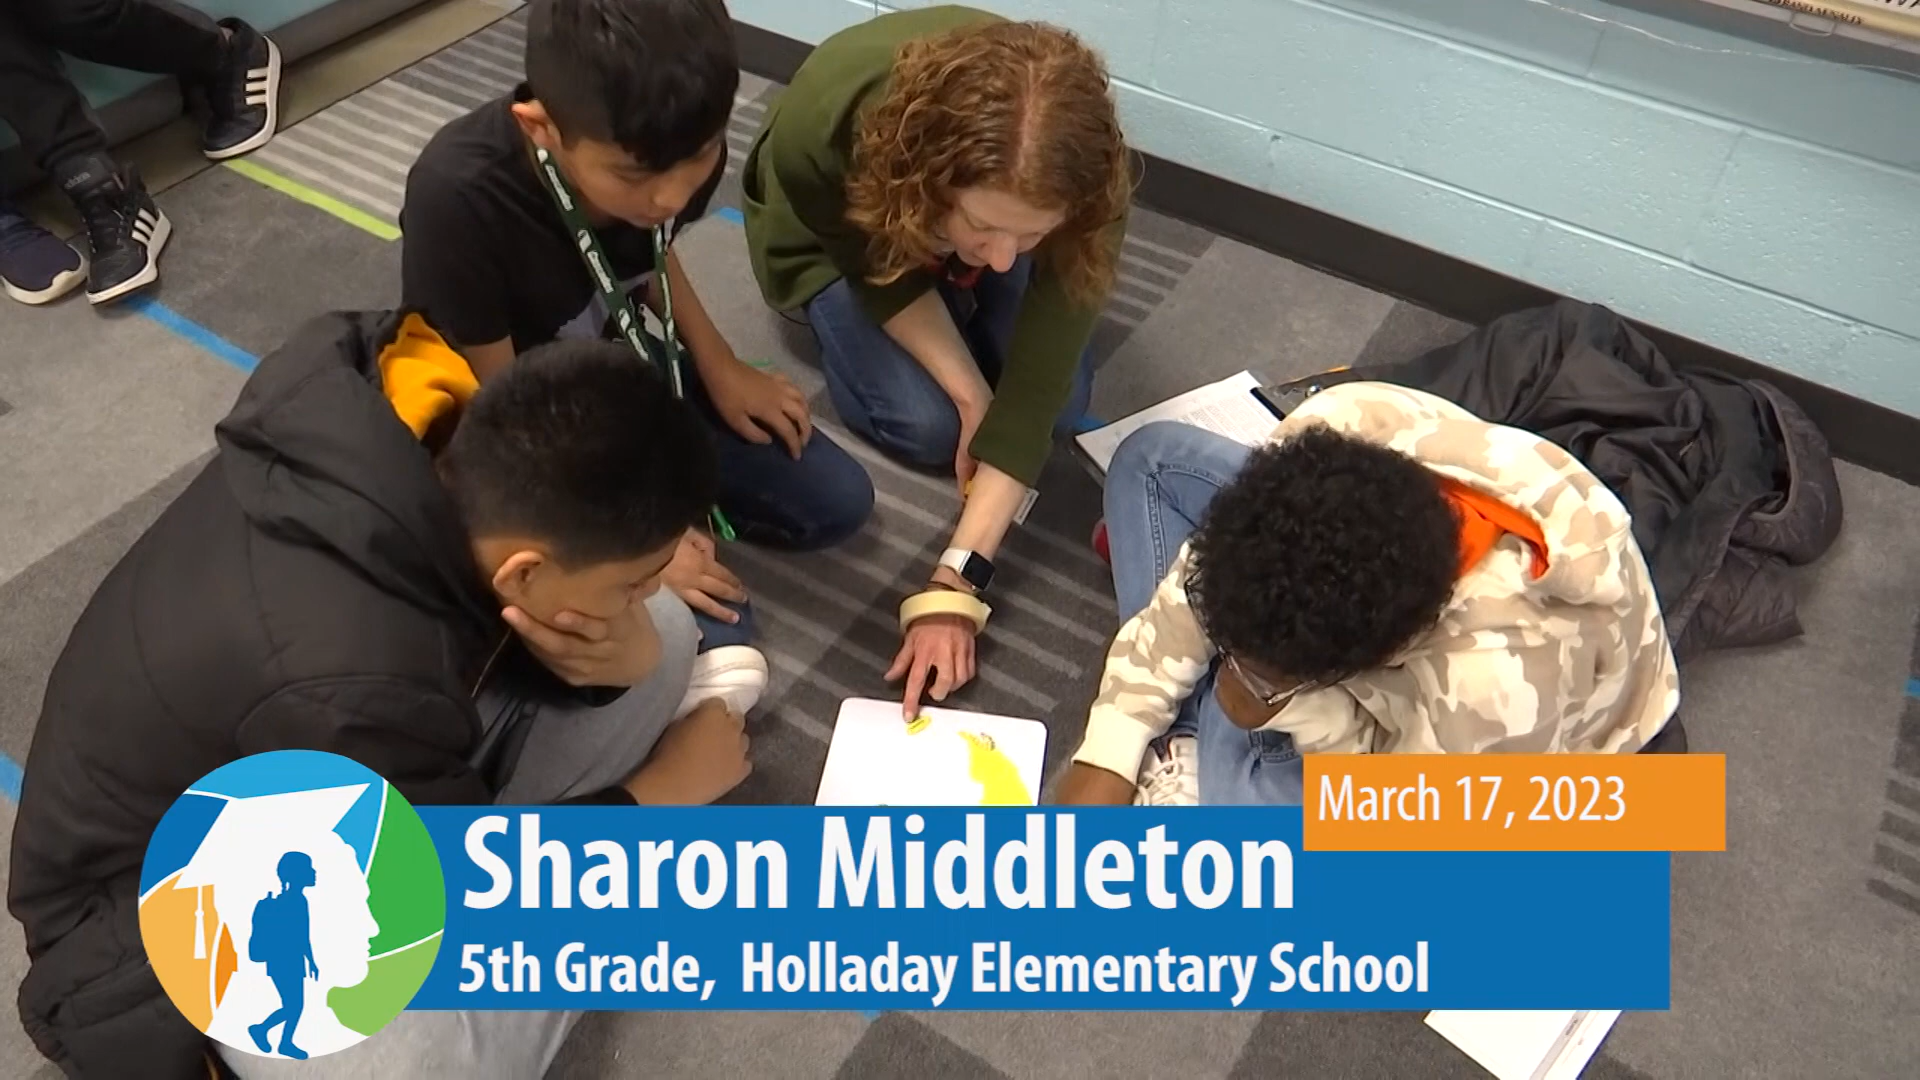 March 17, 2023
Sharon Middleton
5th Grade, Holladay Elementary School